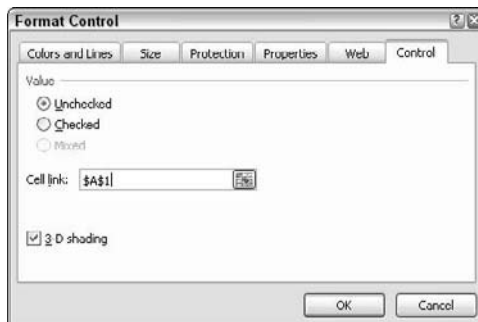 Format Control
Colors and Lines Size Protection Properties Web Control
Value
Unchecked
Checked
Mixed
Cell link: $A$1
3-D shading
OK Cancel